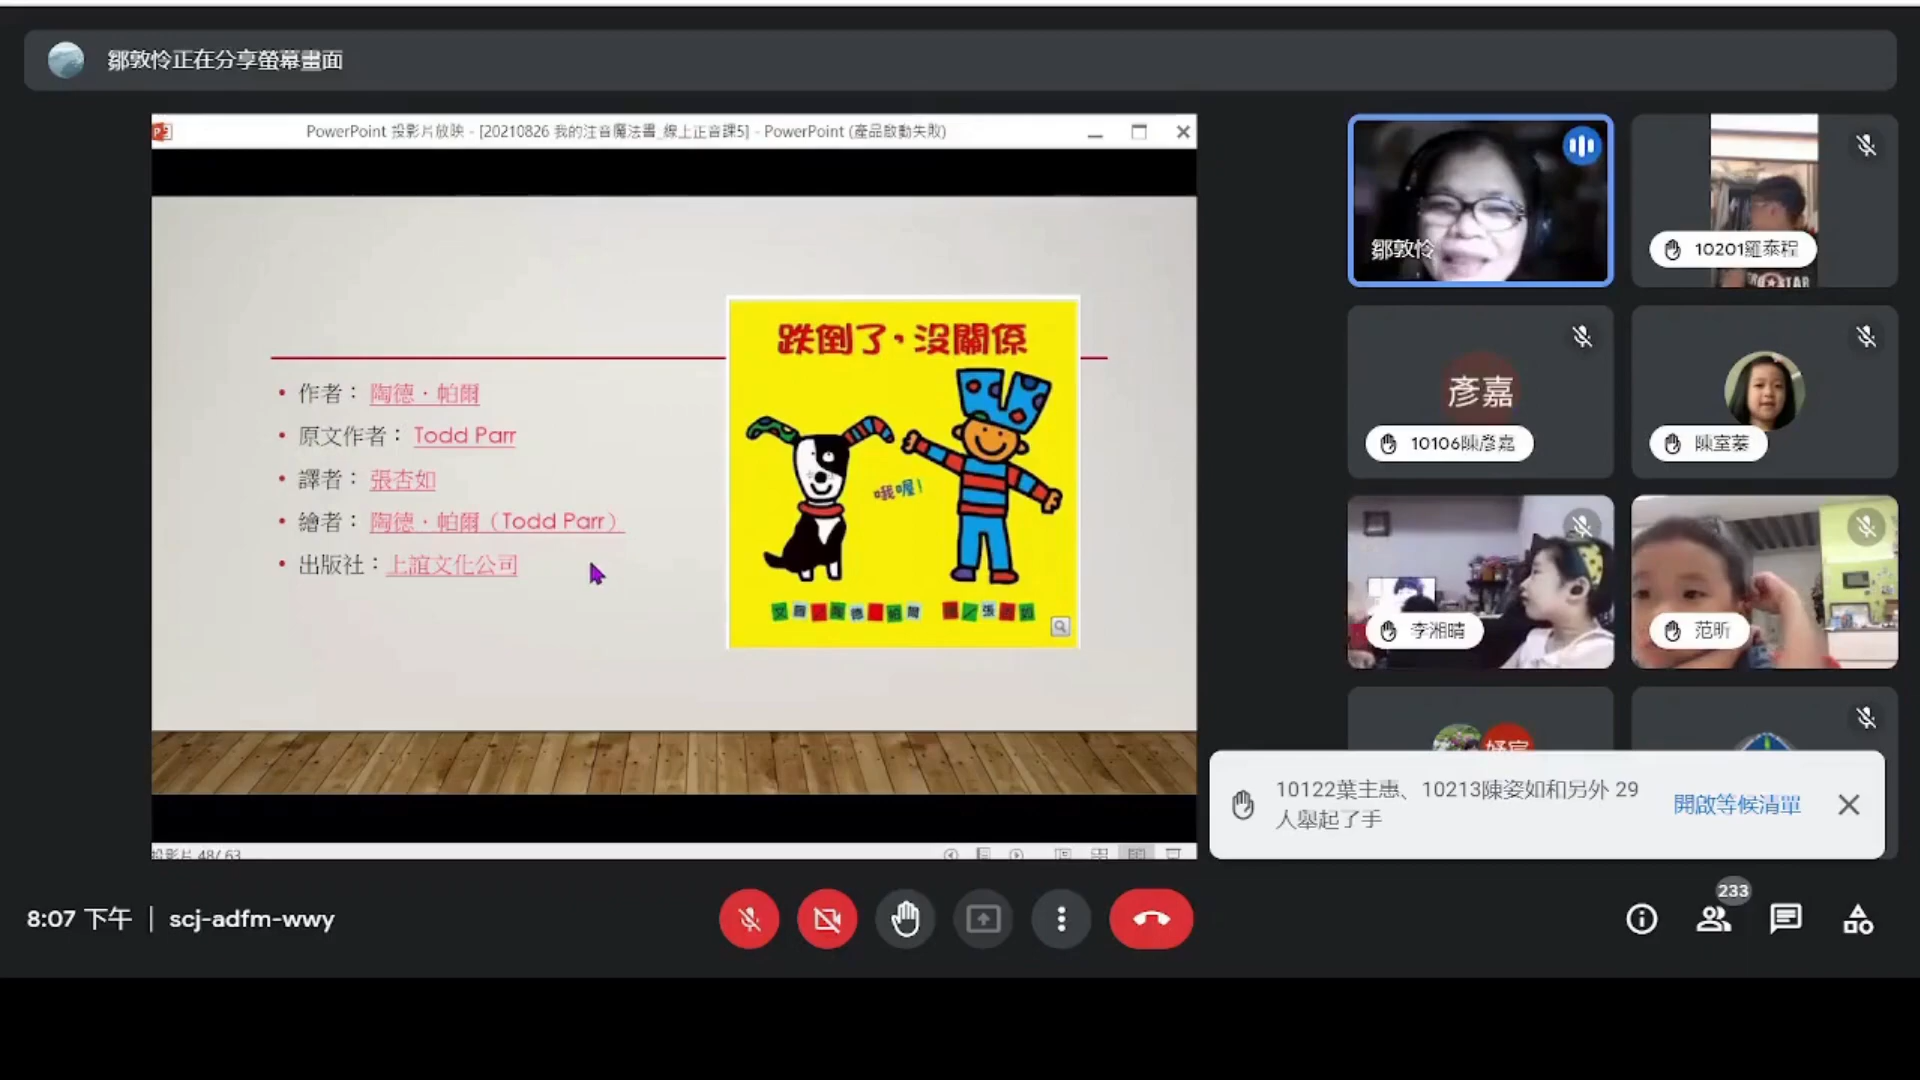 鄒敦怜正在分享螢幕畫面
PowerPoint 投影片放映 - [20210826 我的注音魔法書_線上正音課5] - PowerPoint (產品啟動失敗)
• 作者： 陶德．帕爾
• 原文作者： Todd Parr
• 譯者： 張杏如
• 繪者： 陶德．帕爾（Todd Parr）
• 出版社：上誼文化公司
跌倒了，沒關係
哦喔！
投影片 48/ 63
鄒敦怜
10201羅泰程
彥嘉
10106陳彥嘉
李湘晴
范昕
10122葉主惠、10213陳姿如和另外 29
人舉起了手
開啟等候清單
8:07 下午 | scj-adfm-wwy
233